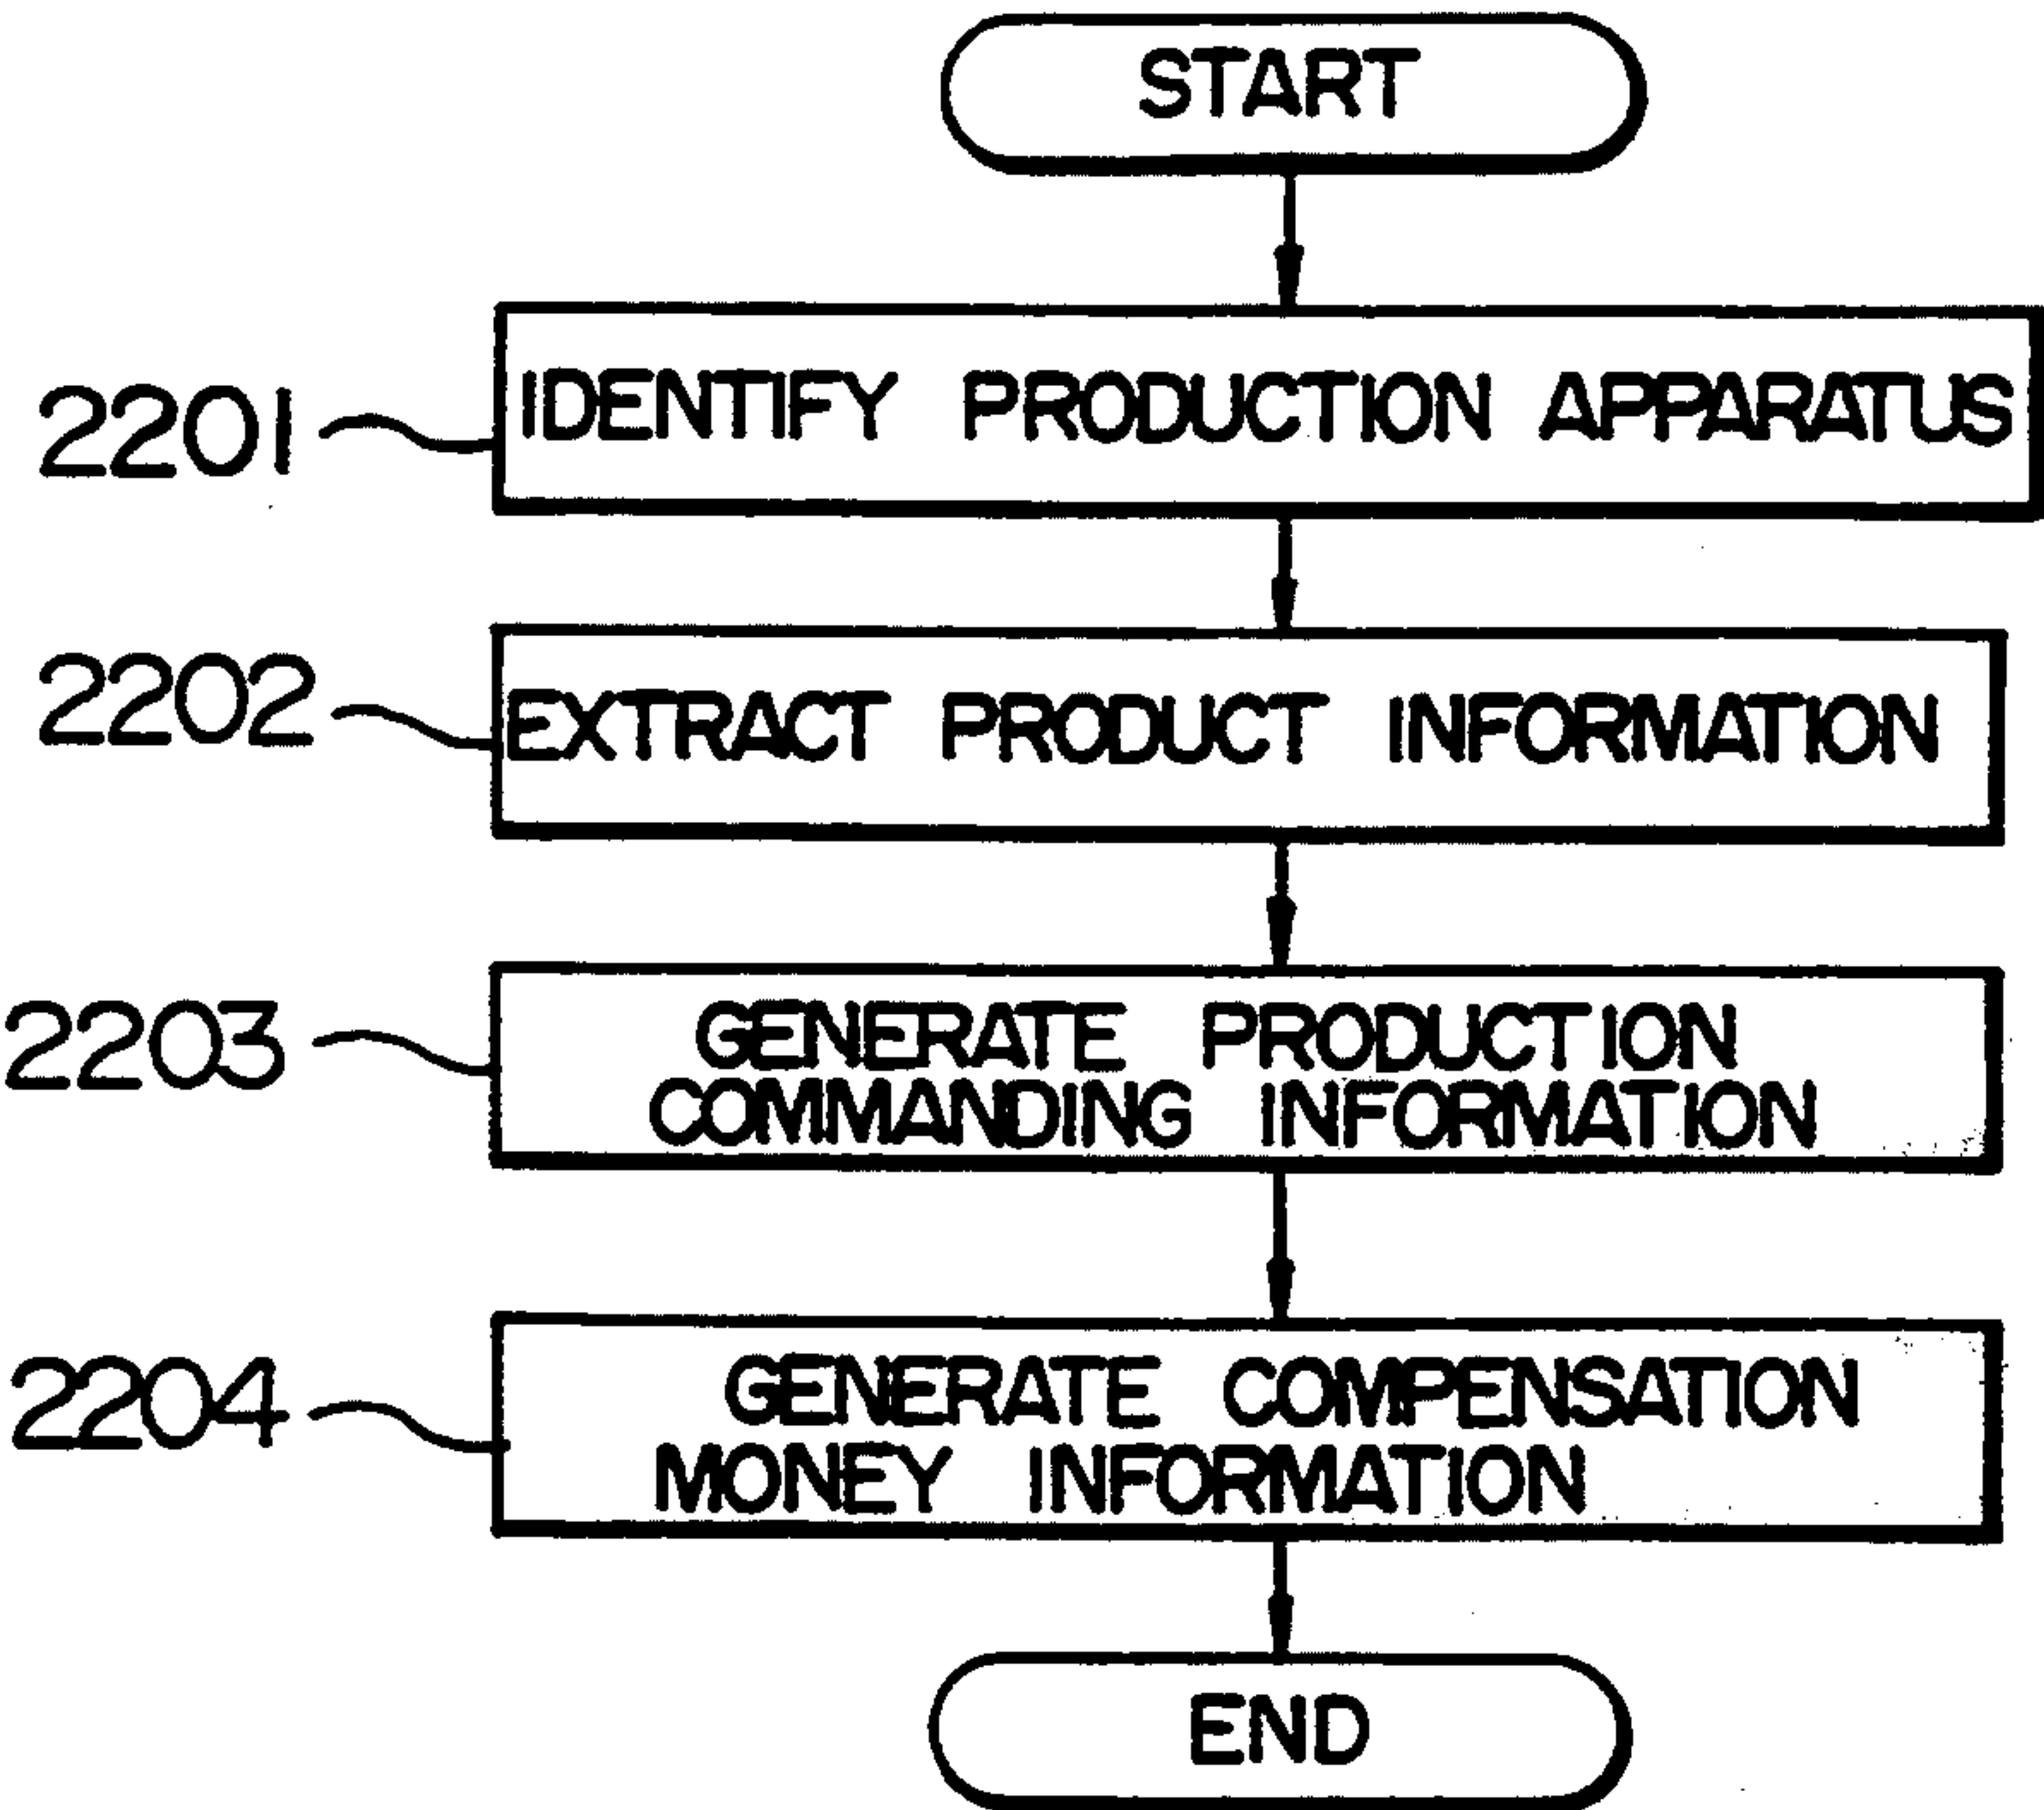 START
2201
IDENTIFY PRODUCTION APPARATUS
2202
EXTRACT PRODUCT INFORMATION
2203
GENERATE PRODUCTION
COMMANDING INFORMATION
2204
GENERATE COMPENSATION
MONEY INFORMATION
END